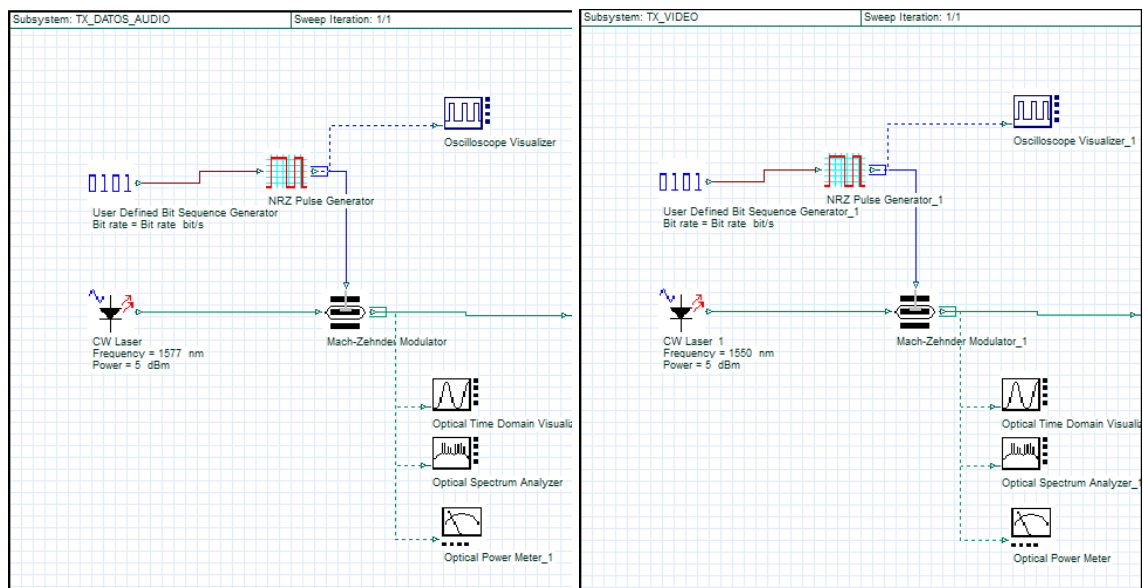 Subsystem: TX_DATOS_AUDIO
Sweep Iteration: 1/1
Oscilloscope Visualizer
0101
NRZ Pulse Generator
User Defined Bit Sequence Generator
Bit rate = Bit rate bit/s
CW Laser
Frequency = 1577 nm
Power = 5 dBm
Mach-Zehnder Modulator
Optical Time Domain Visualiz
Optical Spectrum Analyzer
Optical Power Meter_1
Subsystem: TX_VIDEO
Sweep Iteration: 1/1
Oscilloscope Visualizer_1
0101
NRZ Pulse Generator_1
User Defined Bit Sequence Generator_1
Bit rate = Bit rate bit/s
CW Laser_1
Frequency = 1550 nm
Power = 5 dBm
Mach-Zehnder Modulator_1
Optical Time Domain Visualiz
Optical Spectrum Analyzer_1
Optical Power Meter